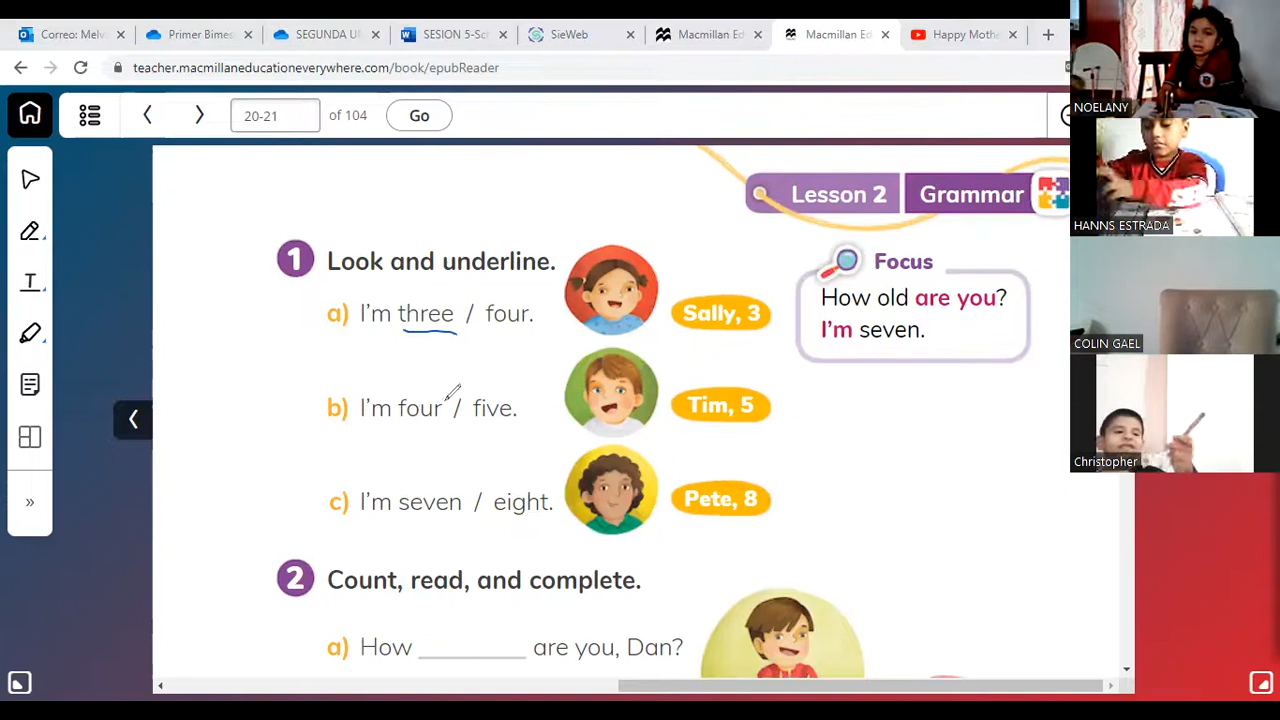 Correo: Melv
Primer Bimes
SEGUNDA U
SESION 5-Sc
SieWeb
Macmillan Ed
Macmillan Ed
Happy Moth
teacher.macmillaneducationeverywhere.com/book/epubReader
20-21 of 104 Go
Lesson 2 Grammar
1 Look and underline.
a) I'm three / four.
Sally, 3
b) I'm four / five.
Tim, 5
c) I'm seven / eight.
Pete, 8
Focus
How old are you?
I'm seven.
2 Count, read, and complete.
a) How ________ are you, Dan?
NOELANY
HANNS ESTRADA
COLIN GAEL
Christopher